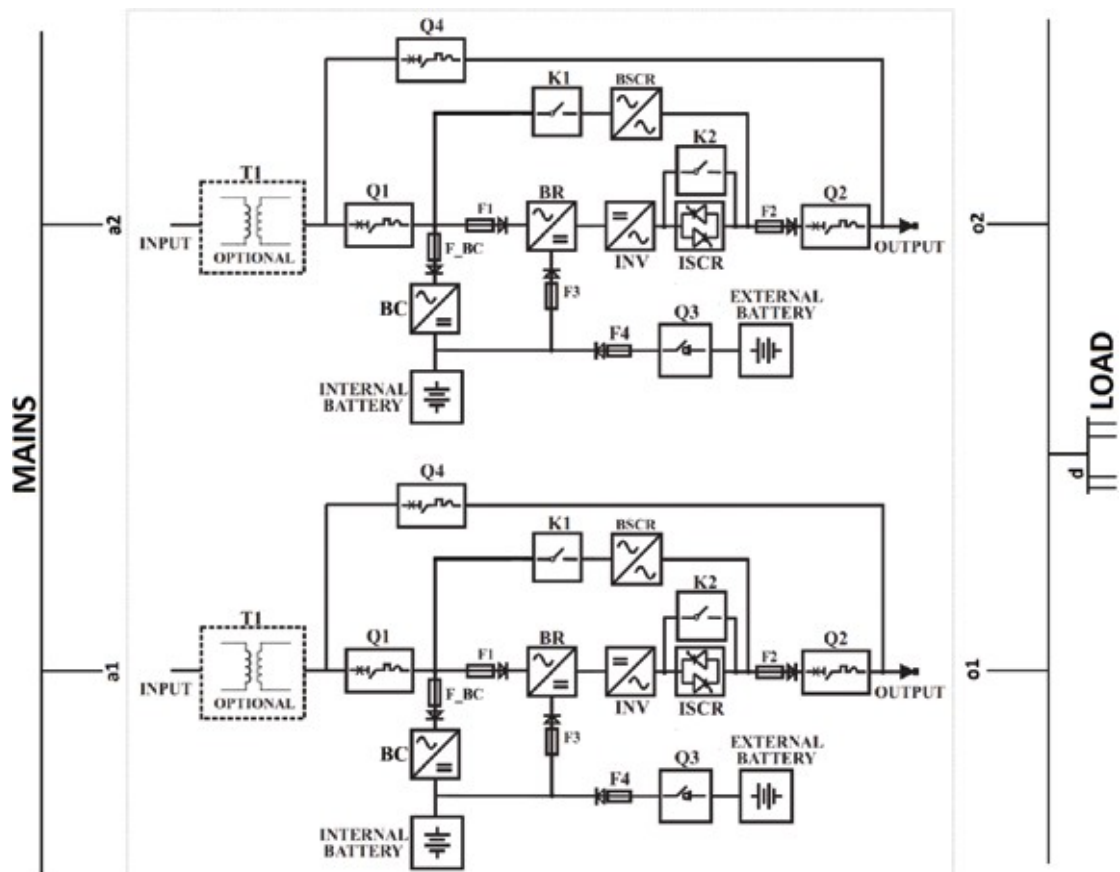 Q4
K1
BSCR
K2
T1
Q1
F1
BR
F2
Q2
a2
o2
INPUT
OPTIONAL
F_BC
INV
ISCR
OUTPUT
BC
F3
F4
Q3
EXTERNAL
BATTERY
INTERNAL
BATTERY
MAINS
LOAD
d
Q4
K1
BSCR
K2
T1
Q1
F1
BR
F2
Q2
a1
o1
INPUT
OPTIONAL
F_BC
INV
ISCR
OUTPUT
BC
F3
F4
Q3
EXTERNAL
BATTERY
INTERNAL
BATTERY